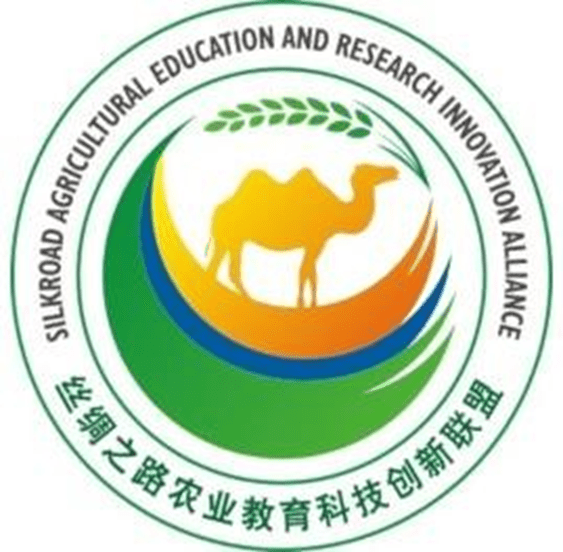 SILKROAD AGRICULTURAL EDUCATION AND RESEARCH INNOVATION ALLIANCE
丝绸之路农业教育科技创新联盟